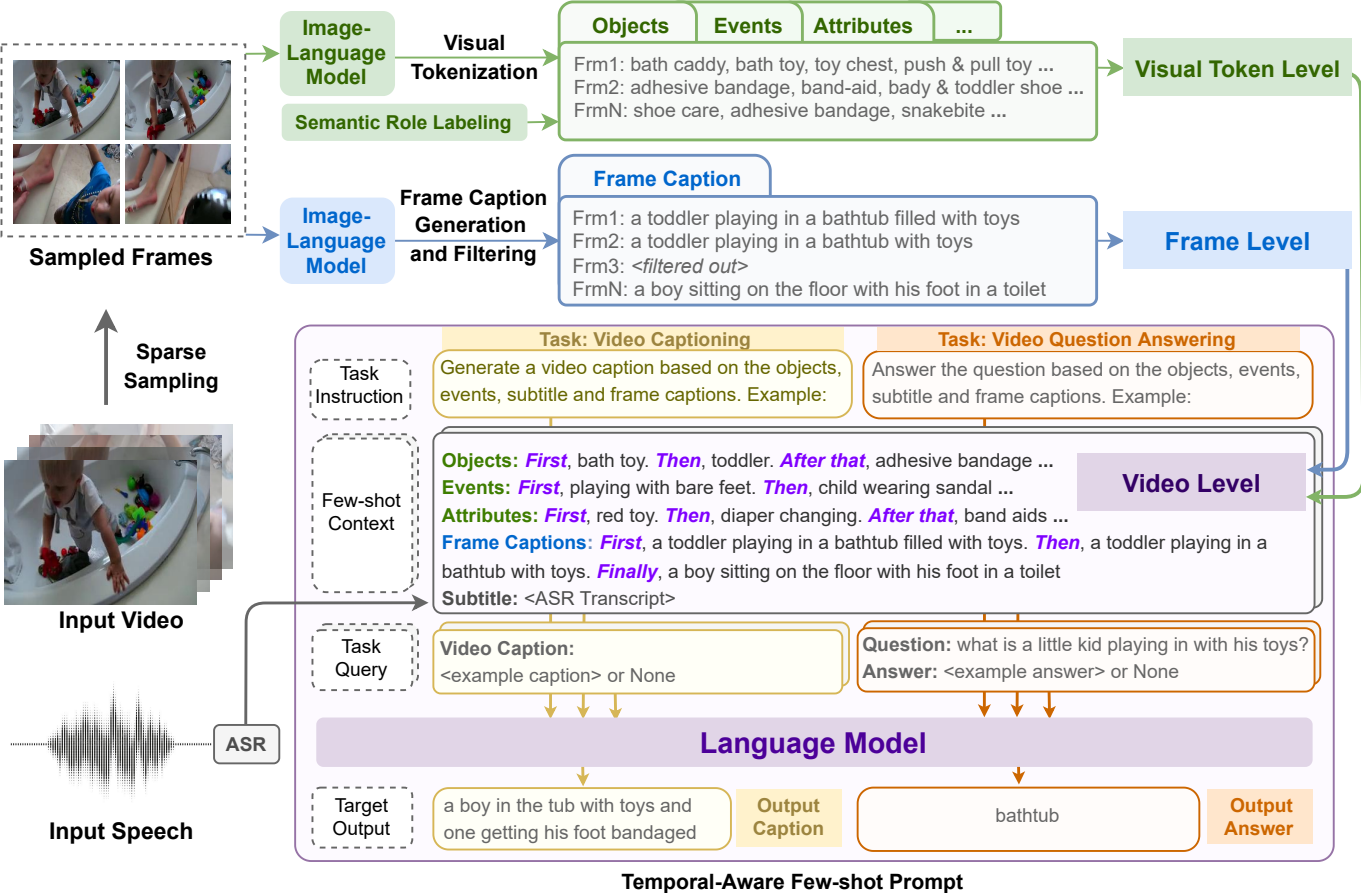 Image-
Language
Model
Visual
Tokenization
Semantic Role Labeling
Objects
Events
Attributes
...
Frm1: bath caddy, bath toy, toy chest, push & pull toy ...
Frm2: adhesive bandage, band-aid, bady & toddler shoe ...
FrmN: shoe care, adhesive bandage, snakebite ...
Visual Token Level
Sampled Frames
Image-
Language
Model
Frame Caption
Generation
and Filtering
Frame Caption
Frm1: a toddler playing in a bathtub filled with toys
Frm2: a toddler playing in a bathtub with toys
Frm3: <filtered out>
FrmN: a boy sitting on the floor with his foot in a toilet
Frame Level
Sparse
Sampling
Input Video
Input Speech
ASR
Task: Video Captioning
Task: Video Question Answering
Task
Instruction
Generate a video caption based on the objects,
events, subtitle and frame captions. Example:
Answer the question based on the objects, events,
subtitle and frame captions. Example:
Few-shot
Context
Objects: First, bath toy. Then, toddler. After that, adhesive bandage ...
Events: First, playing with bare feet. Then, child wearing sandal ...
Attributes: First, red toy. Then, diaper changing. After that, band aids ...
Frame Captions: First, a toddler playing in a bathtub filled with toys. Then, a toddler playing in a
bathtub with toys. Finally, a boy sitting on the floor with his foot in a toilet
Subtitle: <ASR Transcript>
Video Level
Task
Query
Video Caption:
<example caption> or None
Question: what is a little kid playing in with his toys?
Answer: <example answer> or None
Language Model
Target
Output
a boy in the tub with toys and
one getting his foot bandaged
Output
Caption
bathtub
Output
Answer
Temporal-Aware Few-shot Prompt